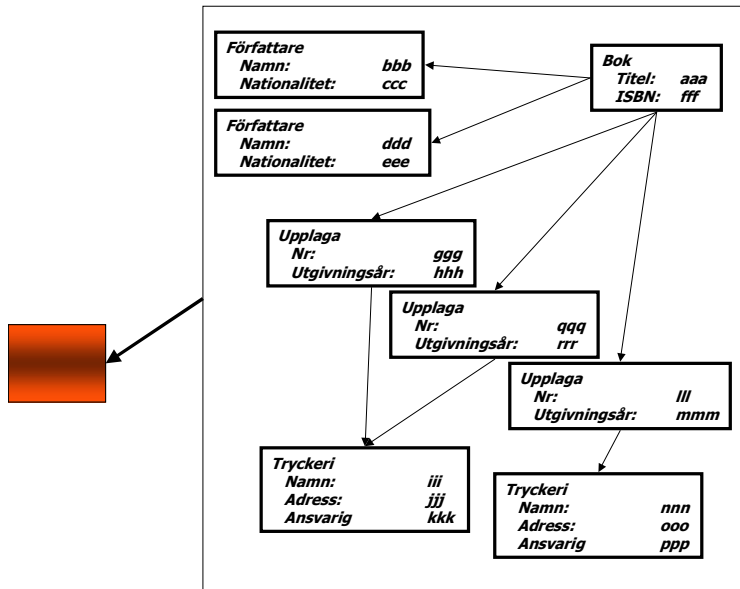 Författare
Namn: bbb
Nationalitet: ccc
Bok
Titel: aaa
ISBN: fff
Författare
Namn: ddd
Nationalitet: eee
Upplaga
Nr: ggg
Utgivningsår: hhh
Upplaga
Nr: qqq
Utgivningsår: rrr
Upplaga
Nr: lll
Utgivningsår: mmm
Tryckeri
Namn: iii
Adress: jjj
Ansvarig kkk
Tryckeri
Namn: nnn
Adress: ooo
Ansvarig ppp